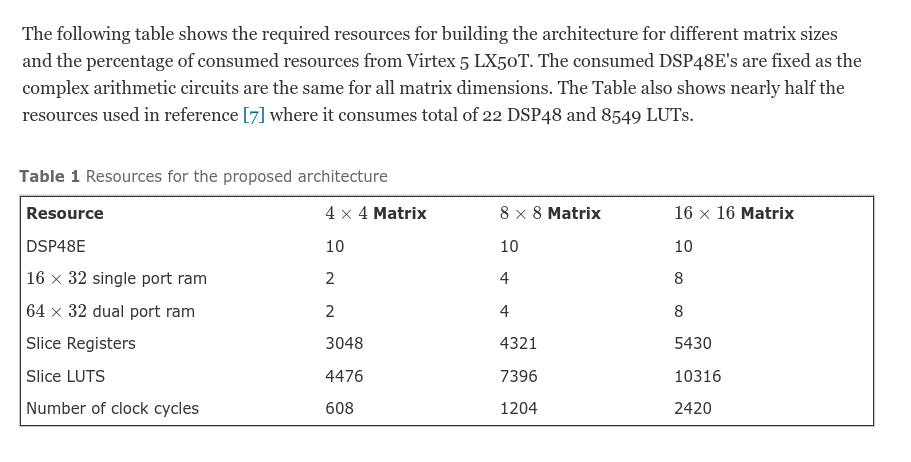 The following table shows the required resources for building the architecture for different matrix sizes
and the percentage of consumed resources from Virtex 5 LX50T. The consumed DSP48E's are fixed as the
complex arithmetic circuits are the same for all matrix dimensions. The Table also shows nearly half the
resources used in reference [7] where it consumes total of 22 DSP48 and 8549 LUTs.
Table 1 Resources for the proposed architecture
Resource 4 × 4 Matrix 8 × 8 Matrix 16 × 16 Matrix
DSP48E 10 10 10
16 × 32 single port ram 2 4 8
64 × 32 dual port ram 2 4 8
Slice Registers 3048 4321 5430
Slice LUTS 4476 7396 10316
Number of clock cycles 608 1204 2420